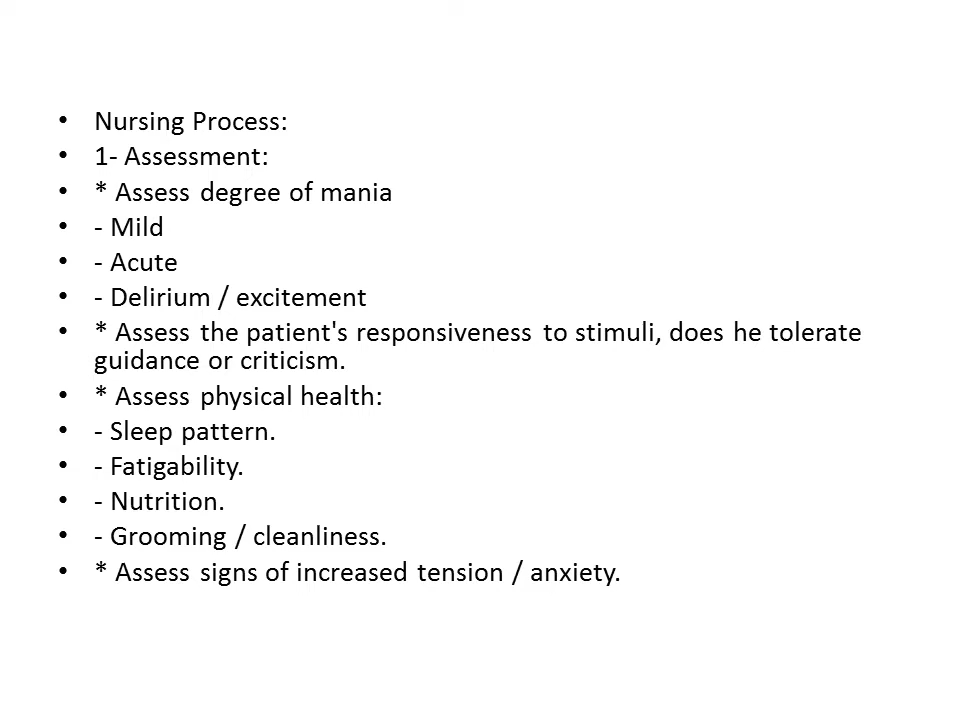 • Nursing Process:
• 1- Assessment:
• * Assess degree of mania
• - Mild
• - Acute
• - Delirium / excitement
• * Assess the patient's responsiveness to stimuli, does he tolerate
guidance or criticism.
• * Assess physical health:
• - Sleep pattern.
• - Fatigability.
• - Nutrition.
• - Grooming / cleanliness.
• * Assess signs of increased tension / anxiety.